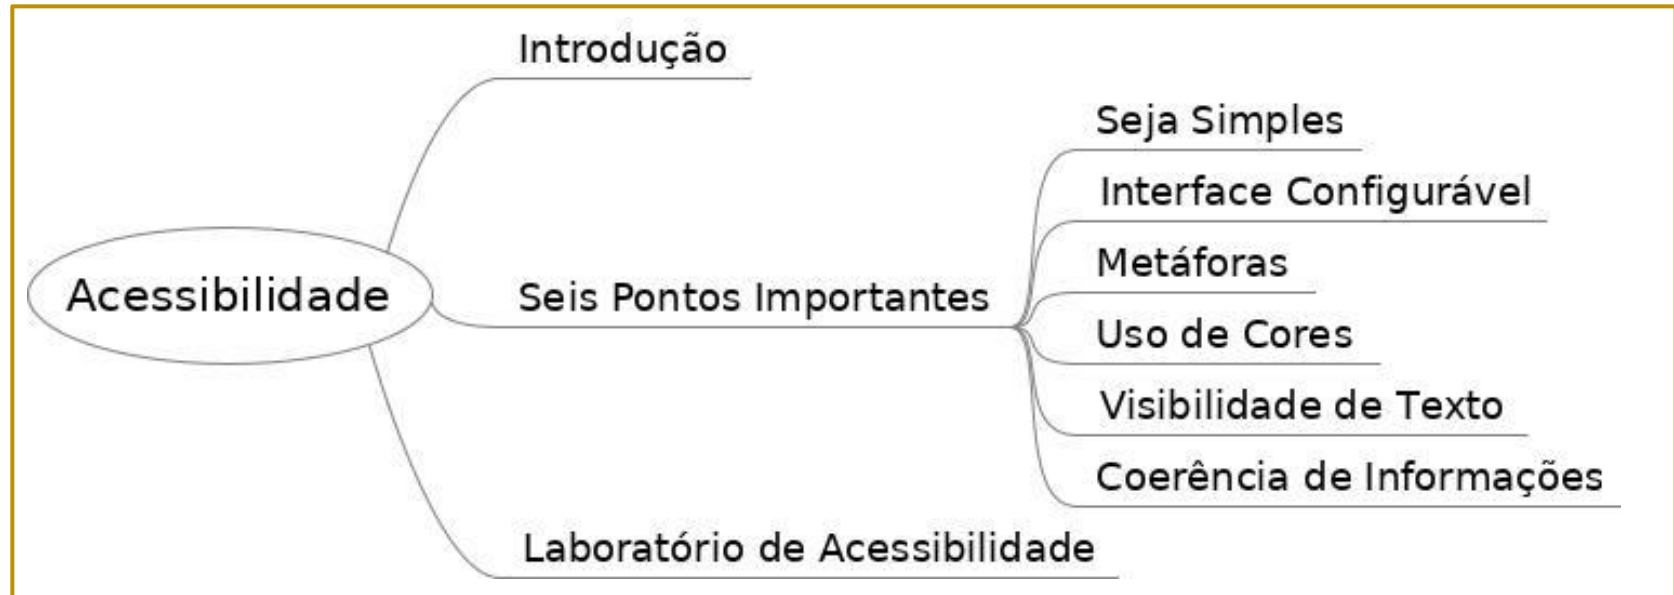 Acessibilidade
Introdução
Seis Pontos Importantes
Seja Simples
Interface Configurável
Metáforas
Uso de Cores
Visibilidade de Texto
Coerência de Informações
Laboratório de Acessibilidade